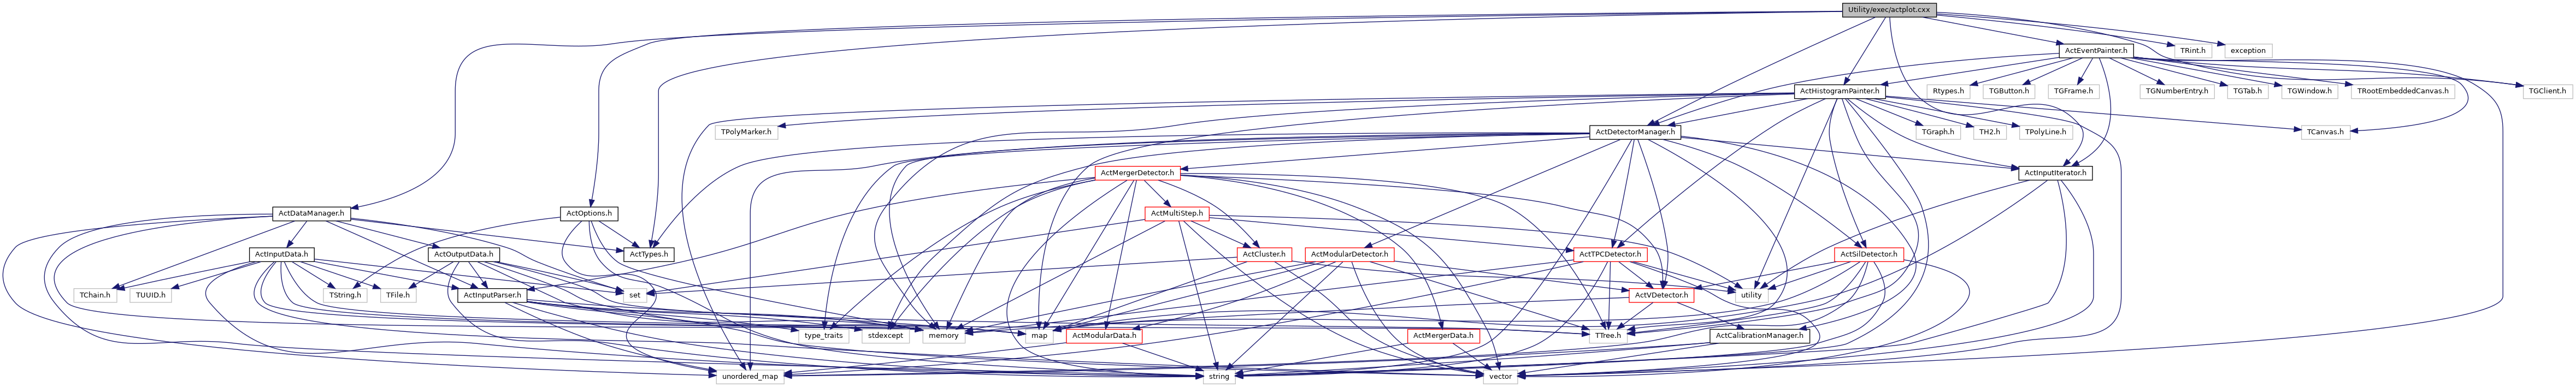 Utility/exec/actplot.cxx
ActEventPainter.h
TRint.h
exception
ActHistogramPainter.h
Rtypes.h
TGButton.h
TGFrame.h
TGNumberEntry.h
TGTab.h
TGWindow.h
TRootEmbeddedCanvas.h
TGClient.h
TPolyMarker.h
ActDetectorManager.h
TGraph.h
TH2.h
TPolyLine.h
TCanvas.h
ActMergerDetector.h
ActInputIterator.h
ActDataManager.h
ActOptions.h
ActMultiStep.h
ActInputData.h
ActOutputData.h
ActTypes.h
ActCluster.h
ActModularDetector.h
ActTPCDetector.h
ActSilDetector.h
TChain.h
TUUID.h
TString.h
TFile.h
ActInputParser.h
set
ActVDetector.h
utility
type_traits
stdexcept
memory
map
ActModularData.h
ActMergerData.h
TTree.h
ActCalibrationManager.h
unordered_map
string
vector